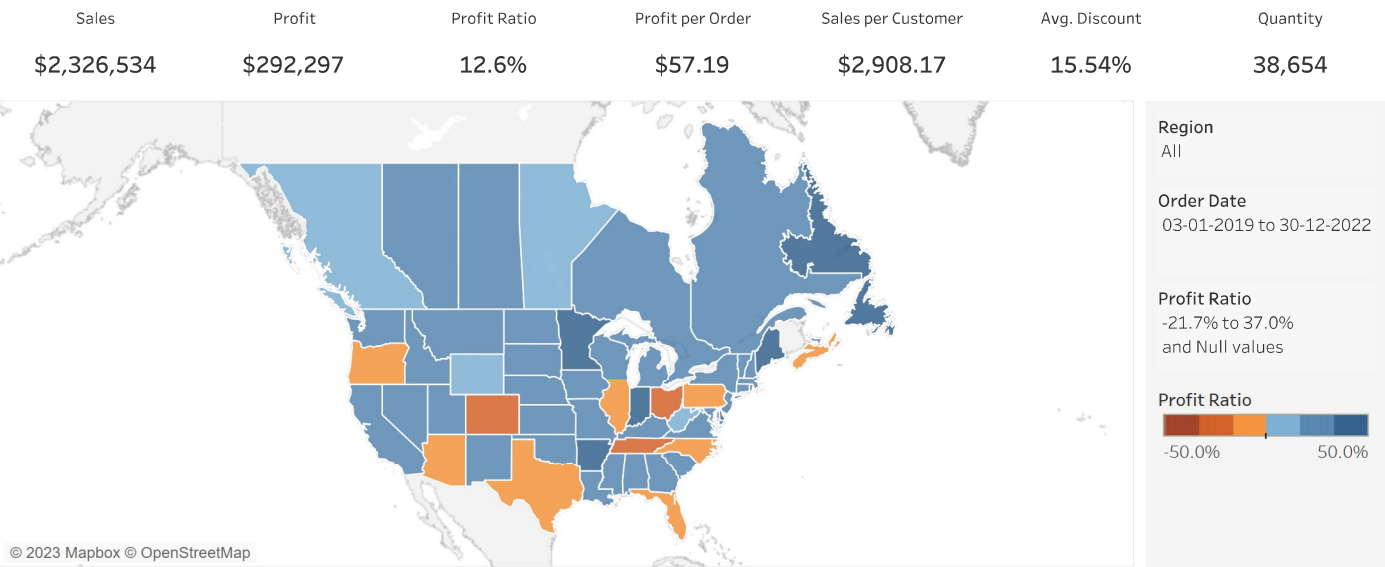 Sales
Profit
Profit Ratio
Profit per Order
Sales per Customer
Avg. Discount
Quantity
$2,326,534
$292,297
12.6%
$57.19
$2,908.17
15.54%
38,654
Region
All
Order Date
03-01-2019 to 30-12-2022
Profit Ratio
-21.7% to 37.0%
and Null values
Profit Ratio
-50.0%
50.0%
© 2023 Mapbox © OpenStreetMap